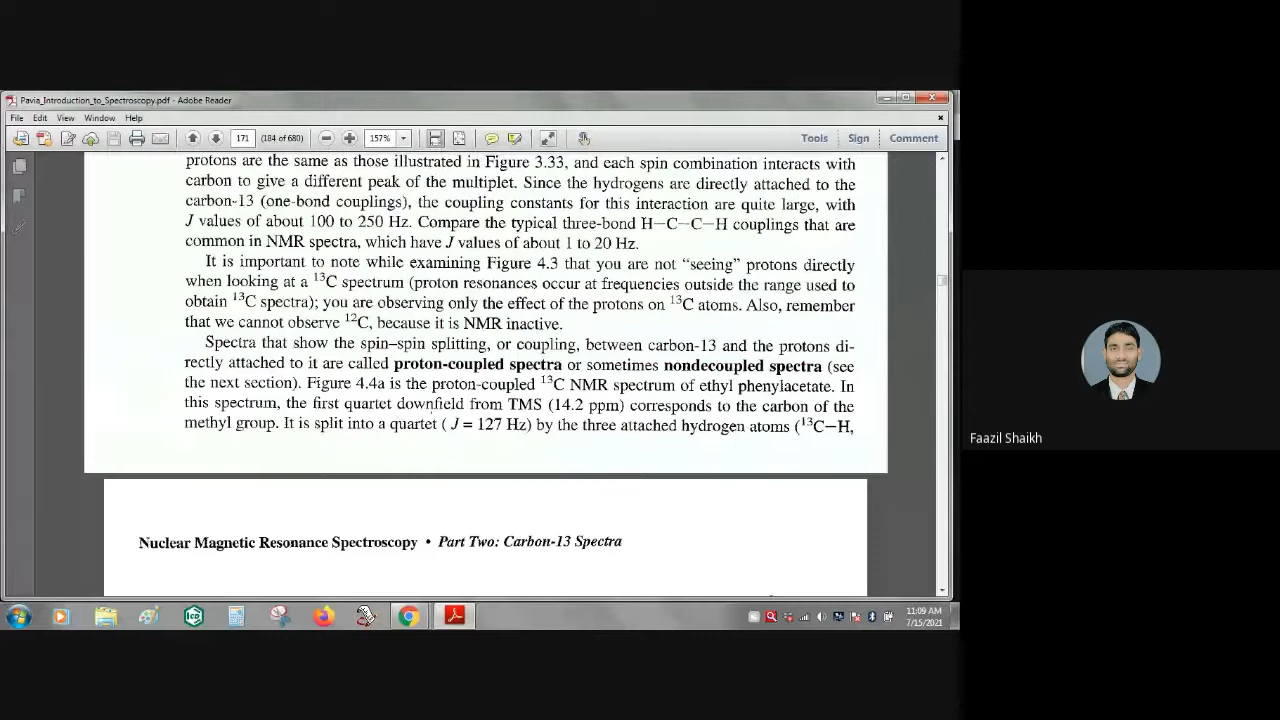 Pavia_Introduction_to_Spectroscopy.pdf - Adobe Reader
File Edit View Window Help
171 (184 of 680) 157% Tools Sign Comment
protons are the same as those illustrated in Figure 3.33, and each spin combination interacts with
carbon to give a different peak of the multiplet. Since the hydrogens are directly attached to the
carbon-13 (one-bond couplings), the coupling constants for this interaction are quite large, with
J values of about 100 to 250 Hz. Compare the typical three-bond H—C—C—H couplings that are
common in NMR spectra, which have J values of about 1 to 20 Hz.
It is important to note while examining Figure 4.3 that you are not “seeing” protons directly
when looking at a ¹³C spectrum (proton resonances occur at frequencies outside the range used to
obtain ¹³C spectra); you are observing only the effect of the protons on ¹³C atoms. Also, remember
that we cannot observe ¹²C, because it is NMR inactive.
Spectra that show the spin–spin splitting, or coupling, between carbon-13 and the protons di-
rectly attached to it are called proton-coupled spectra or sometimes nondecoupled spectra (see
the next section). Figure 4.4a is the proton-coupled ¹³C NMR spectrum of ethyl phenylacetate. In
this spectrum, the first quartet downfield from TMS (14.2 ppm) corresponds to the carbon of the
methyl group. It is split into a quartet ( J = 127 Hz) by the three attached hydrogen atoms (¹³C—H,
Nuclear Magnetic Resonance Spectroscopy • Part Two: Carbon-13 Spectra
11:09 AM
7/15/2021
Faazil Shaikh